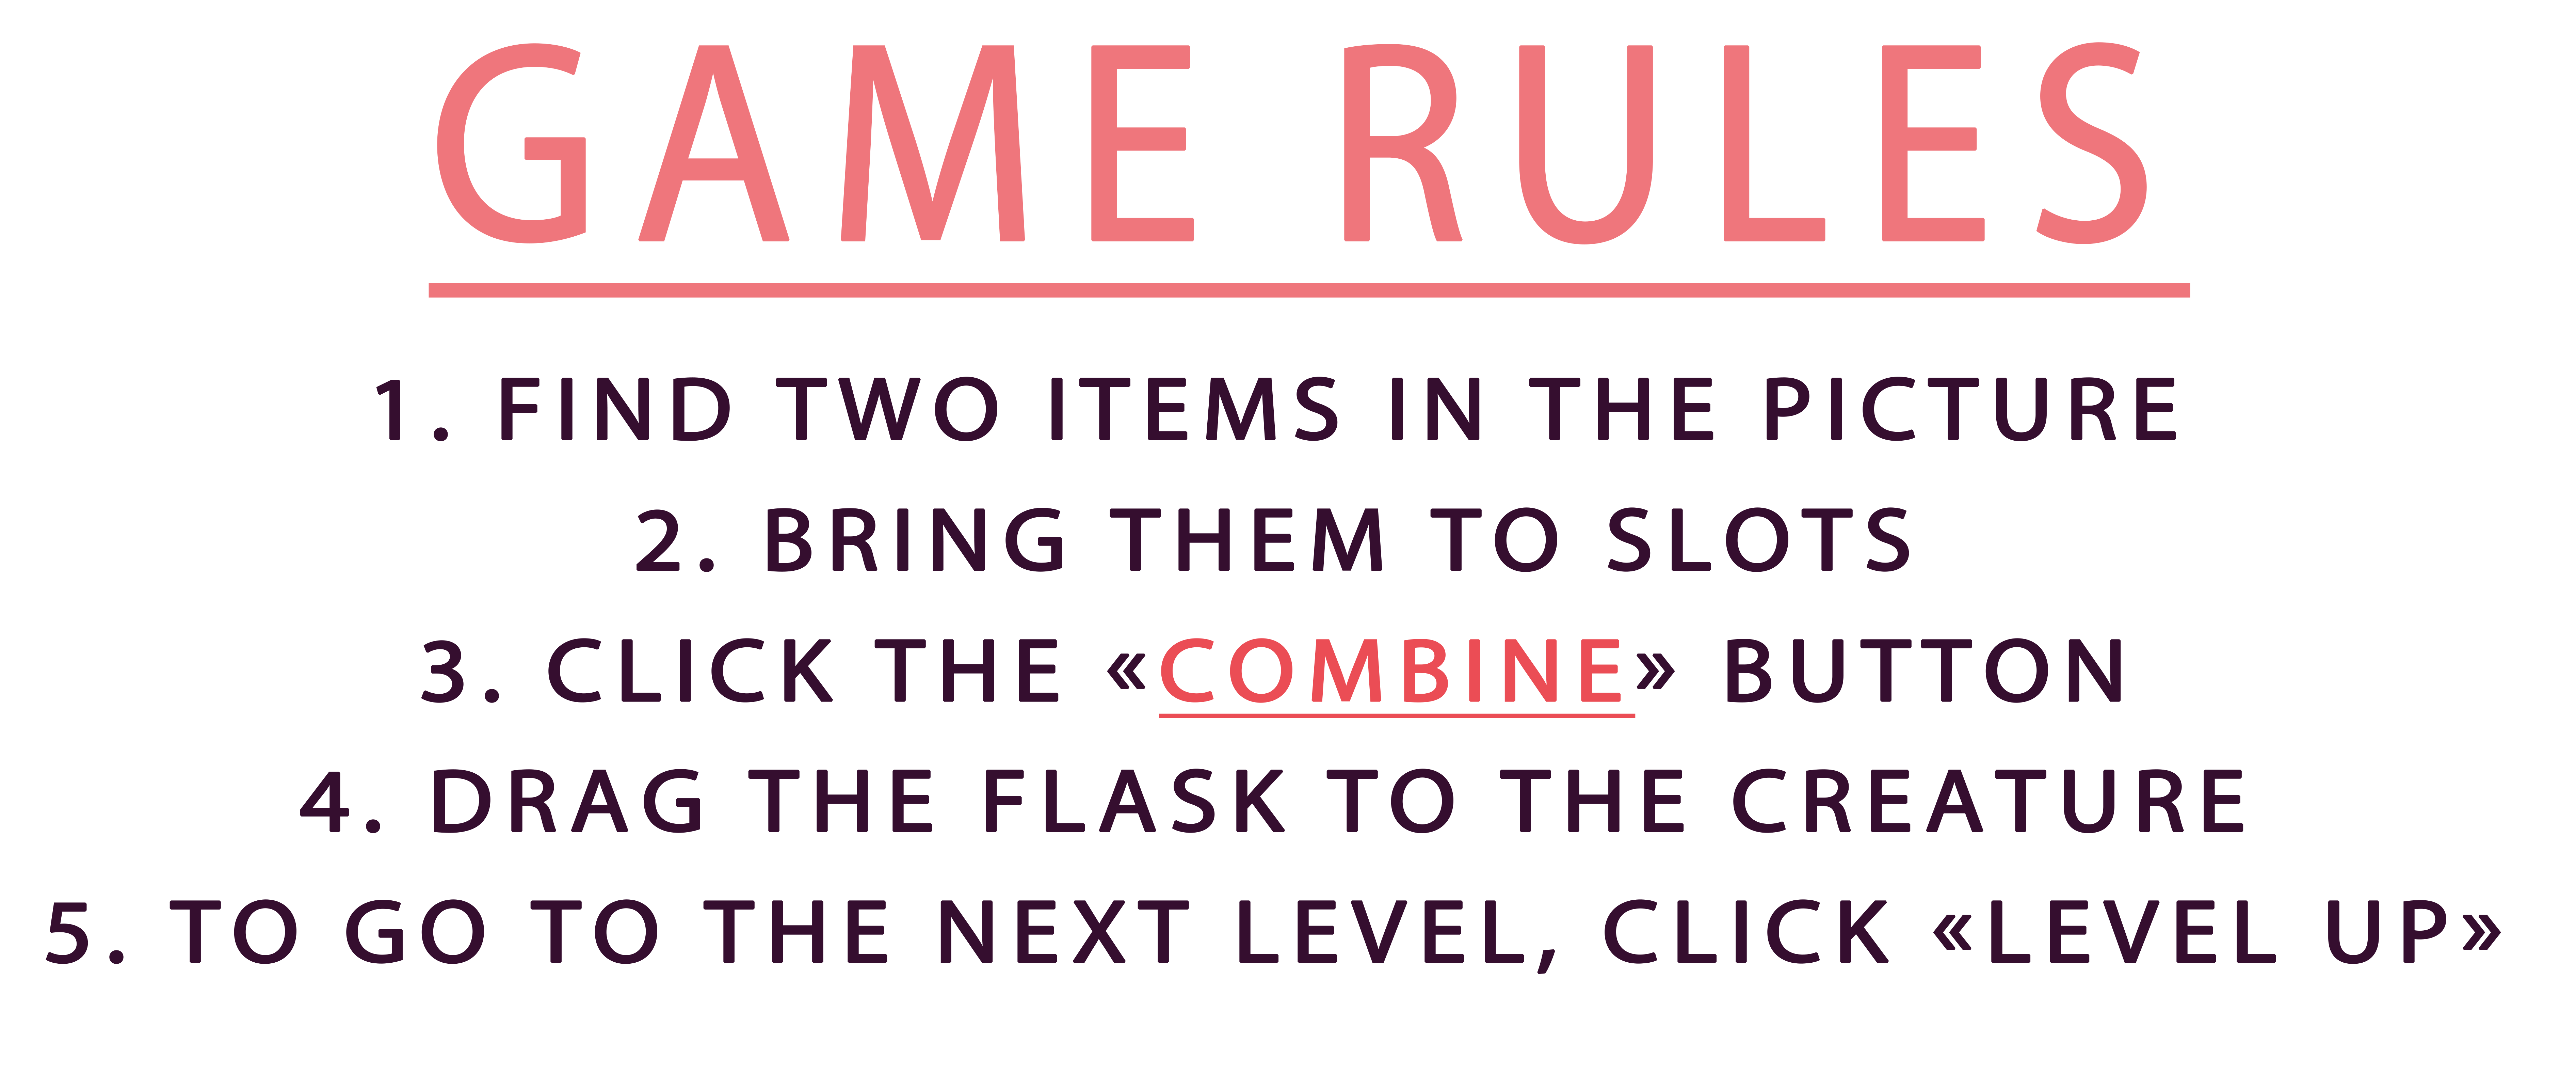 GAME RULES
1. FIND TWO ITEMS IN THE PICTURE
2. BRING THEM TO SLOTS
3. CLICK THE «COMBINE» BUTTON
4. DRAG THE FLASK TO THE CREATURE
5. TO GO TO THE NEXT LEVEL, CLICK «LEVEL UP»